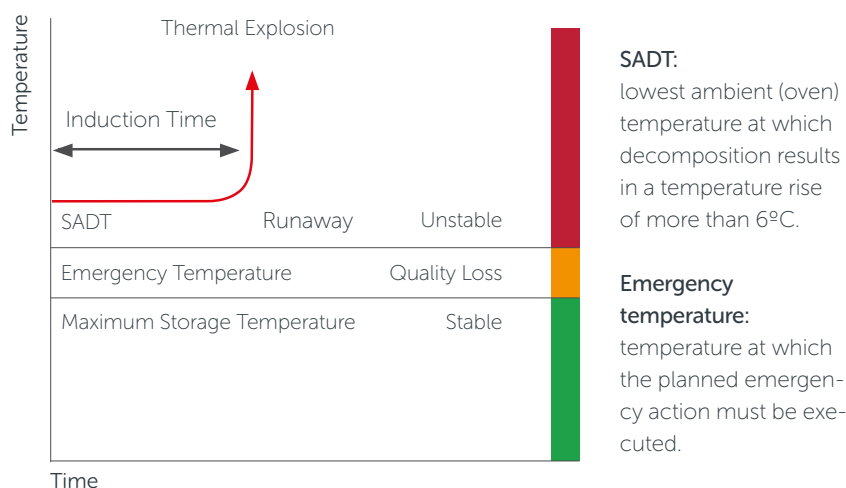 Temperature
Thermal Explosion
Induction Time
SADT Runaway Unstable
Emergency Temperature Quality Loss
Maximum Storage Temperature Stable
Time
SADT:
lowest ambient (oven)
temperature at which
decomposition results
in a temperature rise
of more than 6ºC.
Emergency
temperature:
temperature at which
the planned emergen-
cy action must be exe-
cuted.